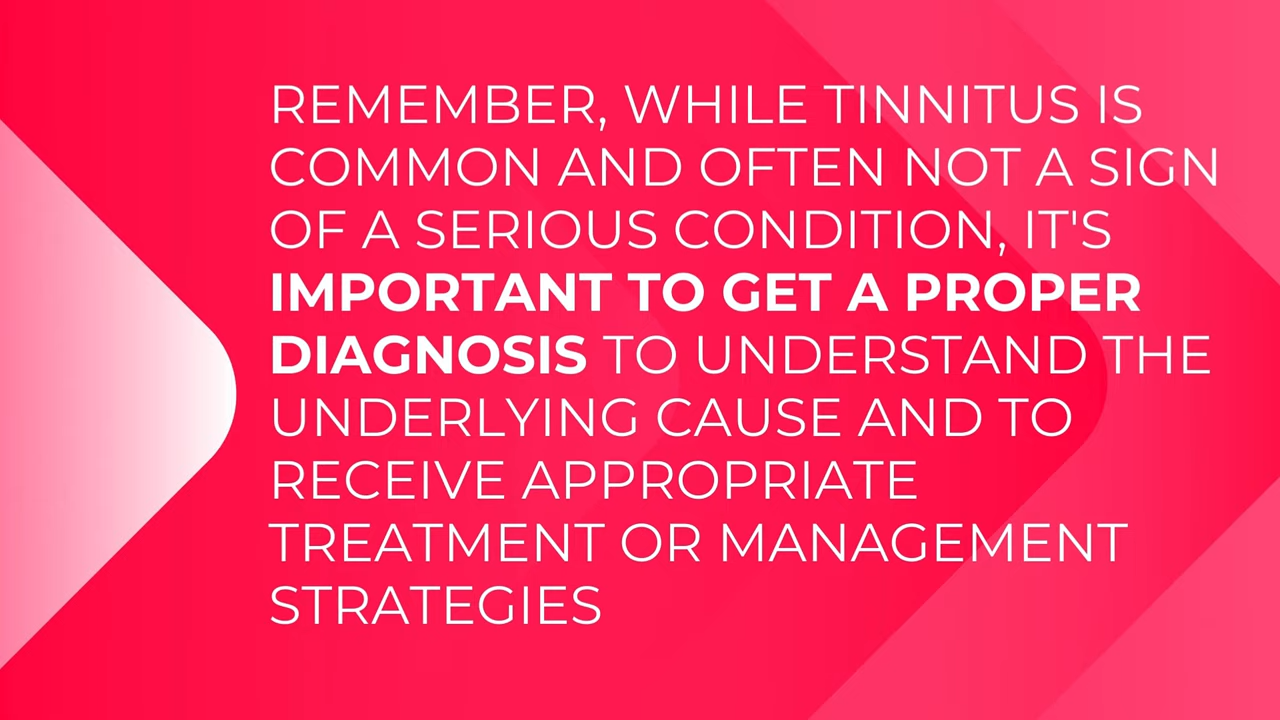 REMEMBER, WHILE TINNITUS IS
COMMON AND OFTEN NOT A SIGN
OF A SERIOUS CONDITION, IT'S
IMPORTANT TO GET A PROPER
DIAGNOSIS TO UNDERSTAND THE
UNDERLYING CAUSE AND TO
RECEIVE APPROPRIATE
TREATMENT OR MANAGEMENT
STRATEGIES